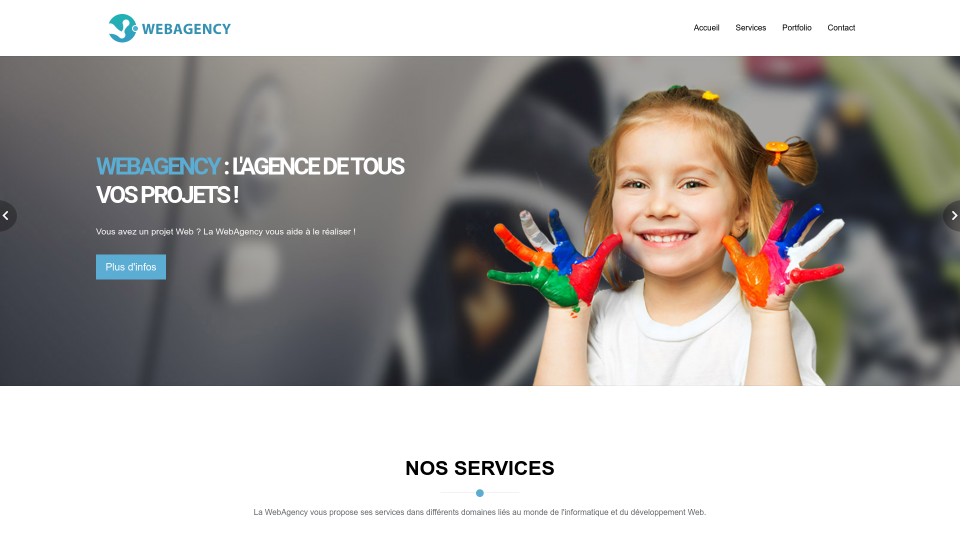 WEBAGENCY
Accueil Services Portfolio Contact
WEBAGENCY : L'AGENCE DE TOUS
VOS PROJETS !
Vous avez un projet Web ? La WebAgency vous aide à le réaliser !
Plus d'infos
NOS SERVICES
La WebAgency vous propose ses services dans différents domaines liés au monde de l'informatique et du développement Web.